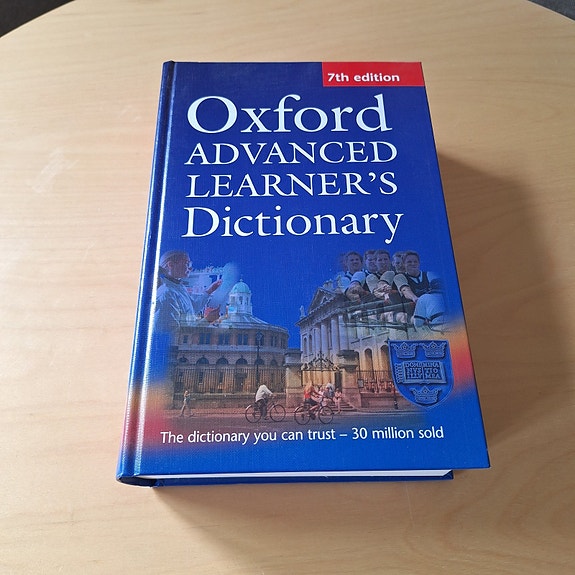 7th edition
Oxford
ADVANCED
LEARNER'S
Dictionary
The dictionary you can trust – 30 million sold